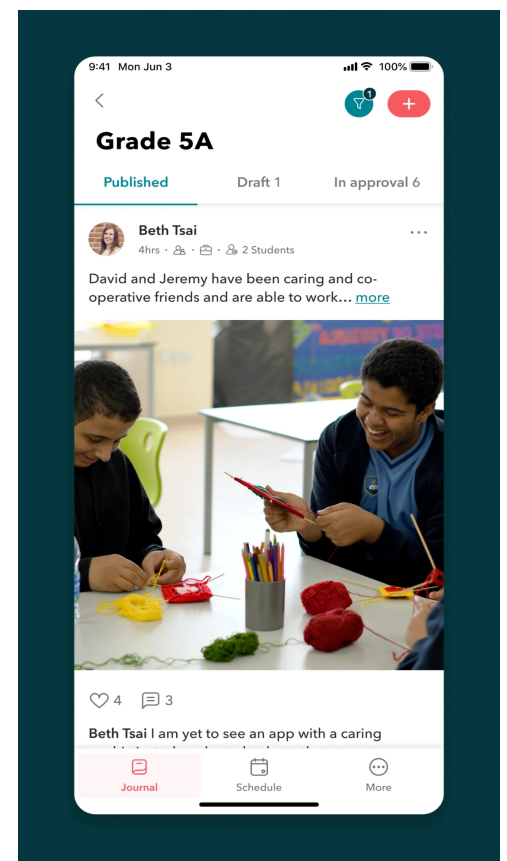 9:41 Mon Jun 3 100%
1
Grade 5A
Published Draft 1 In approval 6
Beth Tsai
4hrs · · · 2 Students
David and Jeremy have been caring and co-
operative friends and are able to work... more
4 3
Beth Tsai I am yet to see an app with a caring
Journal Schedule More